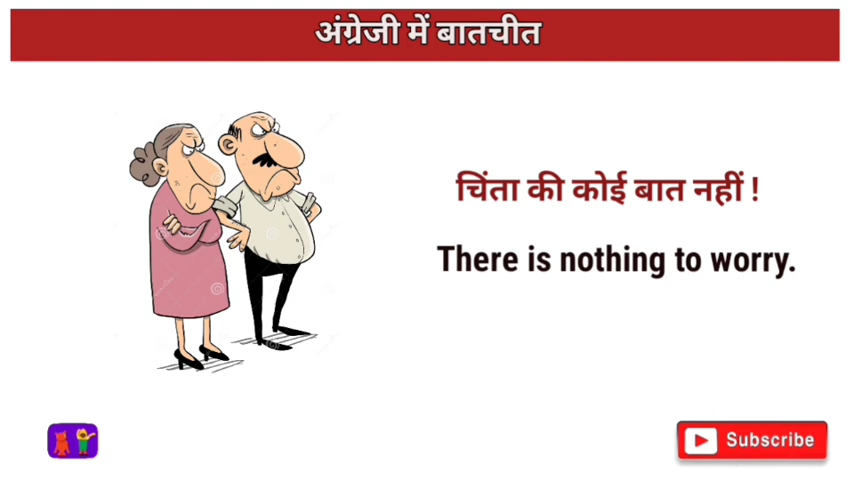 अंग्रेजी में बातचीत
चिंता की कोई बात नहीं !
There is nothing to worry.
Subscribe